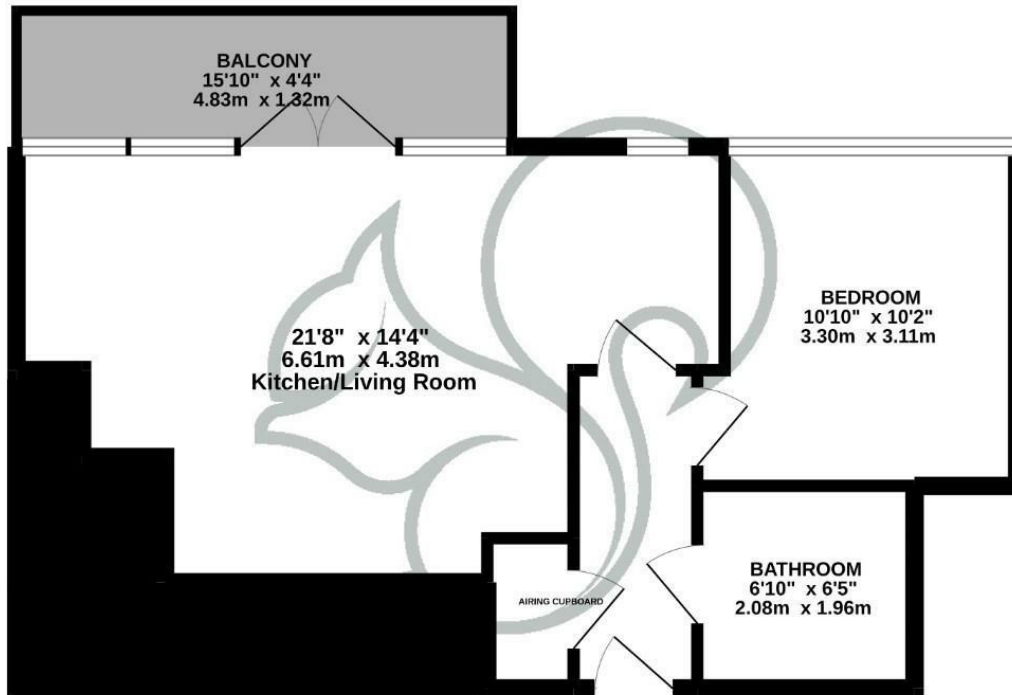 BALCONY
15'10" x 4'4"
4.83m x 1.32m
21'8" x 14'4"
6.61m x 4.38m
Kitchen/Living Room
BEDROOM
10'10" x 10'2"
3.30m x 3.11m
AIRING CUPBOARD
BATHROOM
6'10" x 6'5"
2.08m x 1.96m